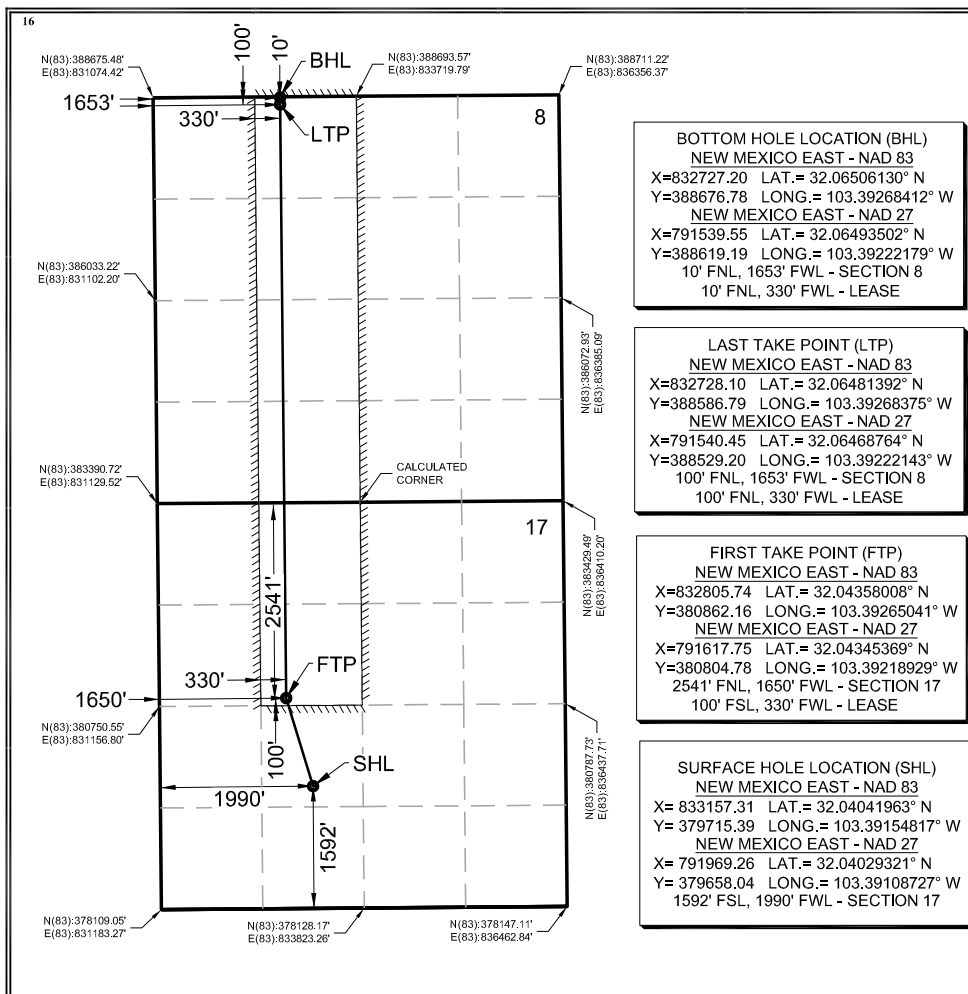 16
N(83):388675.48'
E(83):831074.42'
100'
10'
BHL
N(83):388693.57'
E(83):833719.79'
N(83):388711.22'
E(83):836356.37'
1653'
330'
LTP
8
N(83):386033.22'
E(83):831102.20'
N(83):386072.93'
E(83):836385.09'
N(83):383390.72'
E(83):831129.52'
CALCULATED
CORNER
17
N(83):383429.49'
E(83):836410.20'
2541'
FTP
330'
1650'
N(83):380750.55'
E(83):831156.80'
100'
SHL
N(83):380787.73'
E(83):836437.71'
1990'
1592'
N(83):378109.05'
E(83):831183.27'
N(83):378128.17'
E(83):833823.26'
N(83):378147.11'
E(83):836462.84'
BOTTOM HOLE LOCATION (BHL)
NEW MEXICO EAST - NAD 83
X=832727.20 LAT.= 32.06506130° N
Y=388676.78 LONG.= 103.39268412° W
NEW MEXICO EAST - NAD 27
X=791539.55 LAT.= 32.06493502° N
Y=388619.19 LONG.= 103.39222179° W
10' FNL, 1653' FWL - SECTION 8
10' FNL, 330' FWL - LEASE
LAST TAKE POINT (LTP)
NEW MEXICO EAST - NAD 83
X=832728.10 LAT.= 32.06481392° N
Y=388586.79 LONG.= 103.39268375° W
NEW MEXICO EAST - NAD 27
X=791540.45 LAT.= 32.06468764° N
Y=388529.20 LONG.= 103.39222143° W
100' FNL, 1653' FWL - SECTION 8
100' FNL, 330' FWL - LEASE
FIRST TAKE POINT (FTP)
NEW MEXICO EAST - NAD 83
X=832805.74 LAT.= 32.04358008° N
Y=380862.16 LONG.= 103.39265041° W
NEW MEXICO EAST - NAD 27
X=791617.75 LAT.= 32.04345369° N
Y=380804.78 LONG.= 103.39218929° W
2541' FNL, 1650' FWL - SECTION 17
100' FSL, 330' FWL - LEASE
SURFACE HOLE LOCATION (SHL)
NEW MEXICO EAST - NAD 83
X= 833157.31 LAT.= 32.04041963° N
Y= 379715.39 LONG.= 103.39154817° W
NEW MEXICO EAST - NAD 27
X= 791969.26 LAT.= 32.04029321° N
Y= 379658.04 LONG.= 103.39108727° W
1592' FSL, 1990' FWL - SECTION 17